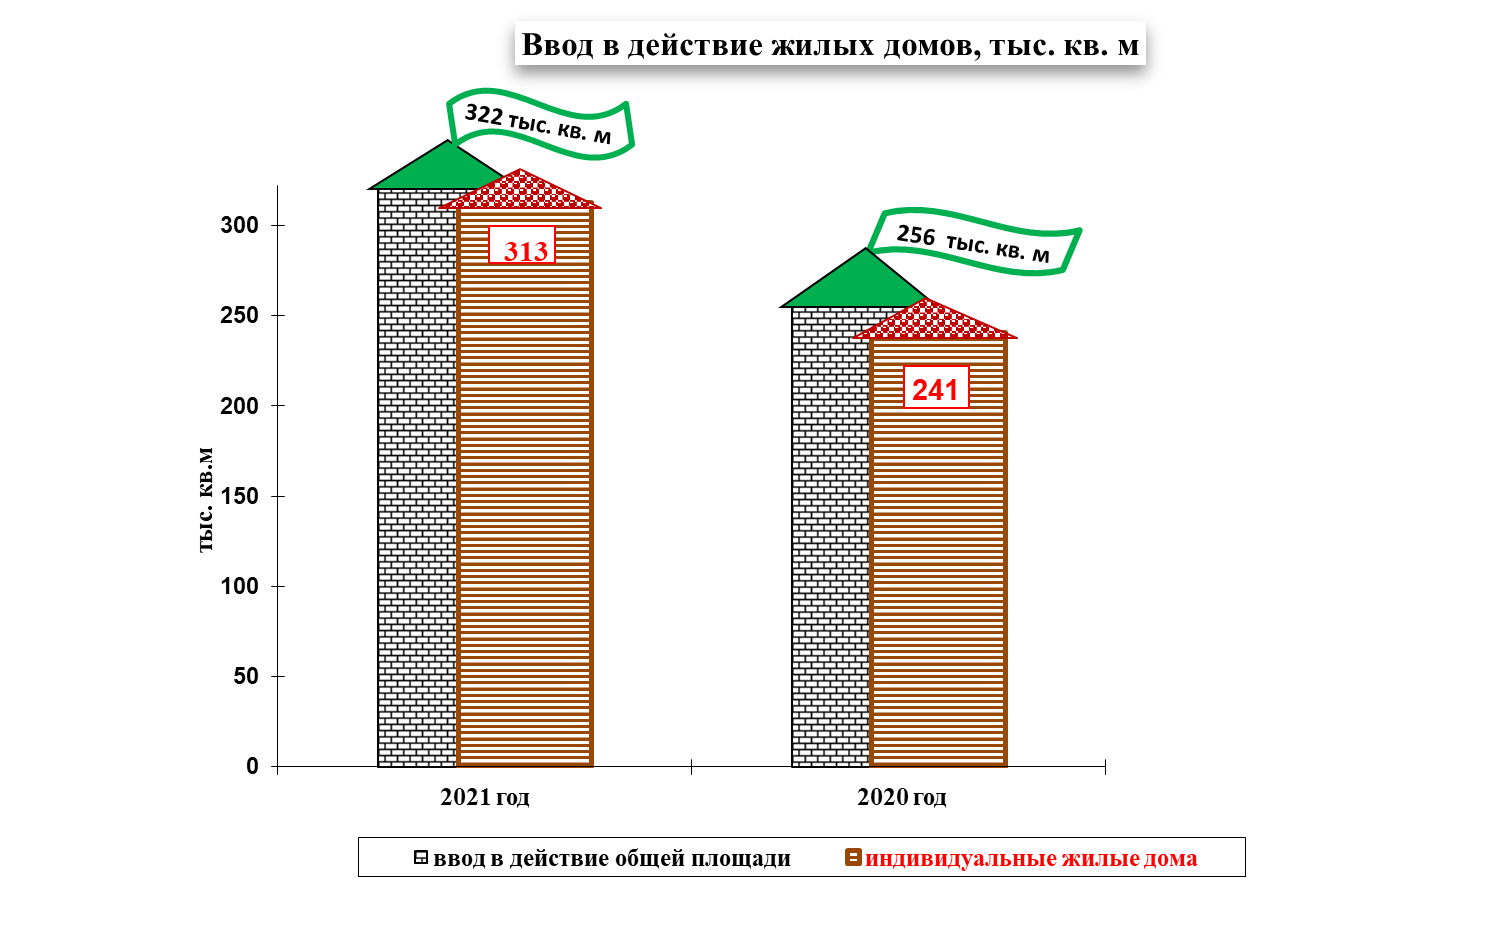 Ввод в действие жилых домов, тыс. кв. м
322 тыс. кв. м
256 тыс. кв. м
313
241
300
250
200
150
100
50
0
тыс. кв.м
2021 год
2020 год
ввод в действие общей площади
индивидуальные жилые дома